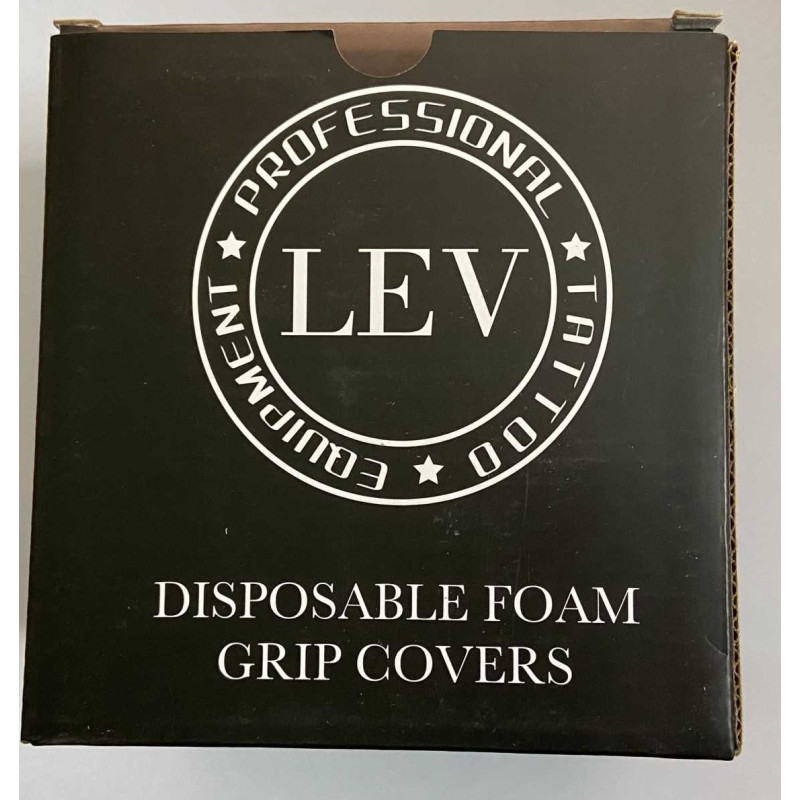 PROFESSIONAL
TATTOO
EQUIPMENT
LEV
DISPOSABLE FOAM
GRIP COVERS